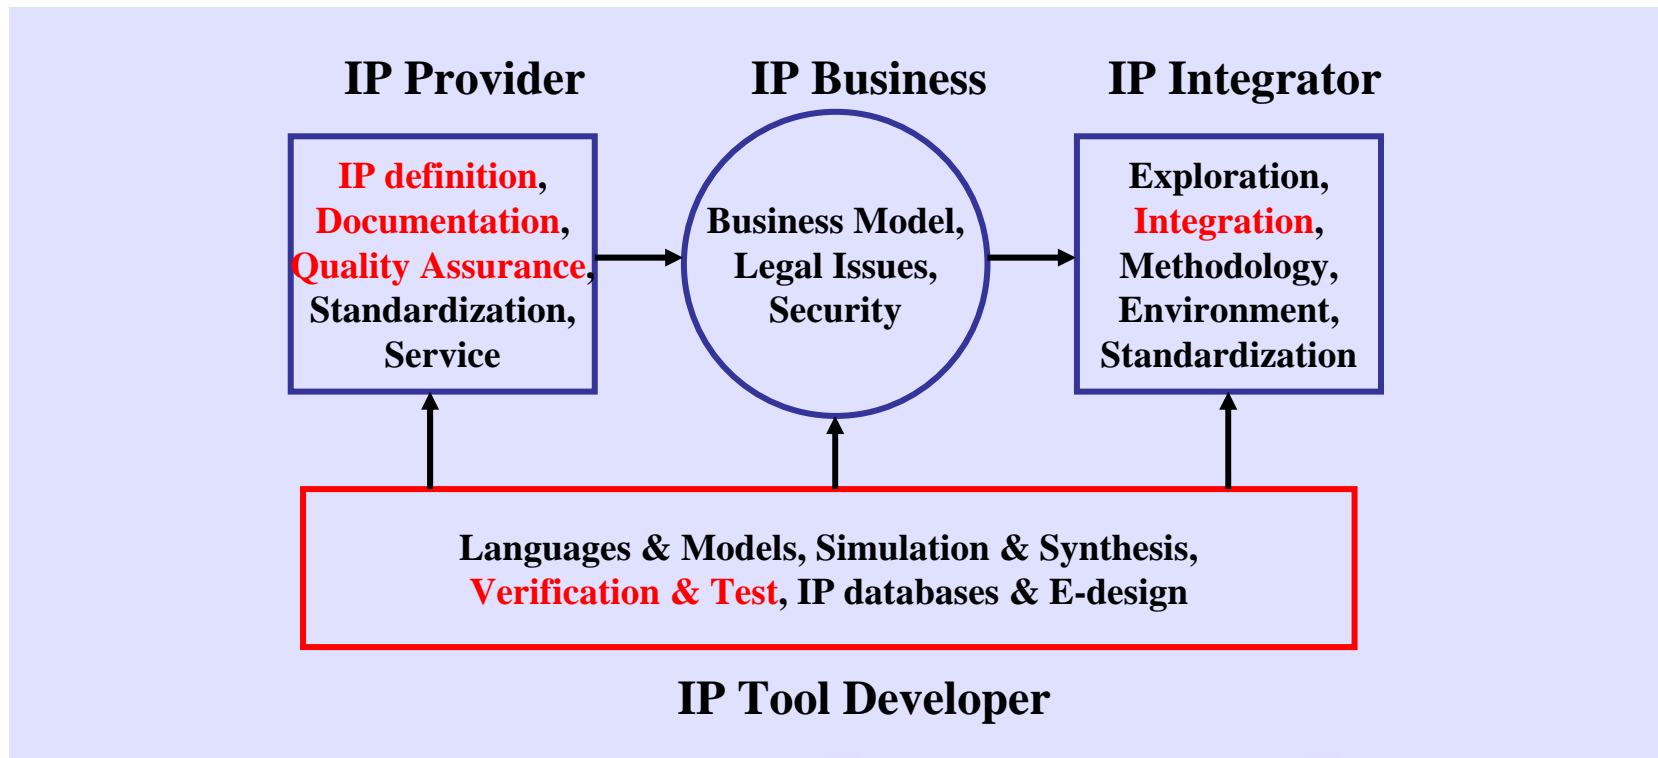 IP Provider
IP Business
IP Integrator
IP definition,
Documentation,
Quality Assurance,
Standardization,
Service
Business Model,
Legal Issues,
Security
Exploration,
Integration,
Methodology,
Environment,
Standardization
Languages & Models, Simulation & Synthesis,
Verification & Test, IP databases & E-design
IP Tool Developer